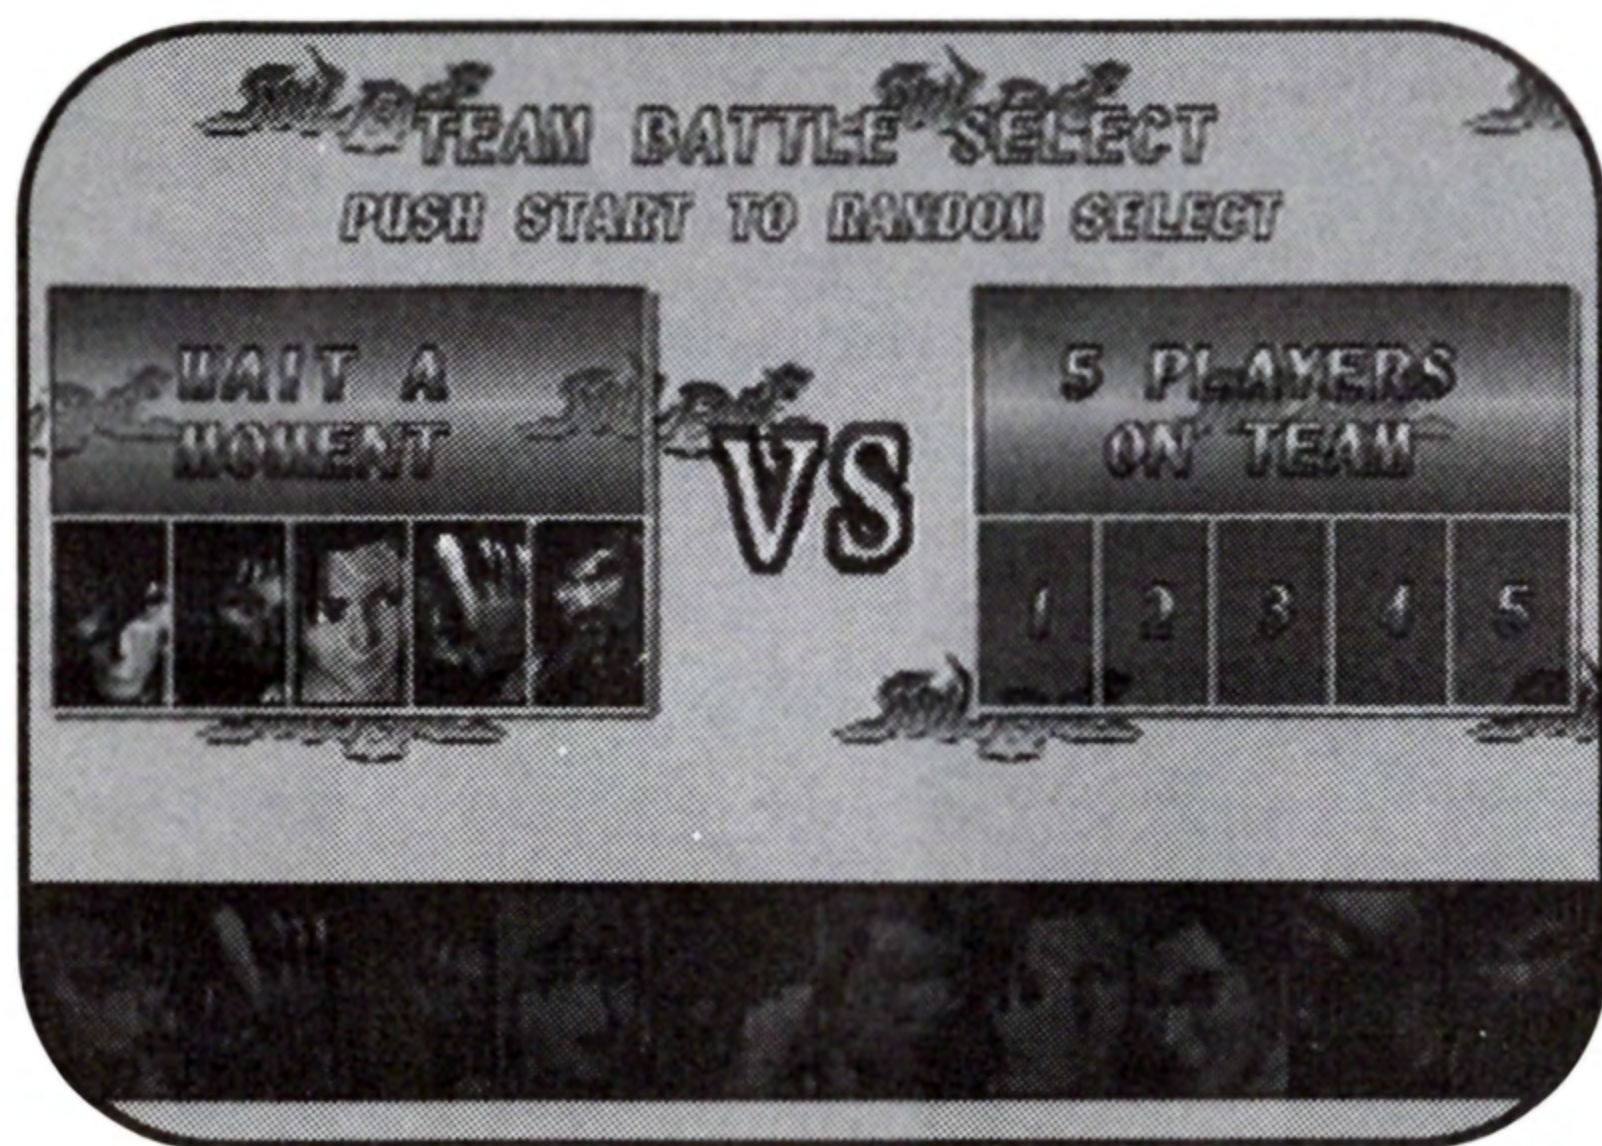 TEAM BATTLE SELECT
PUSH START TO RANDOM SELECT
WAIT A
MOMENT
VS
5 PLAYERS
ON TEAM
1 2 3 4 5